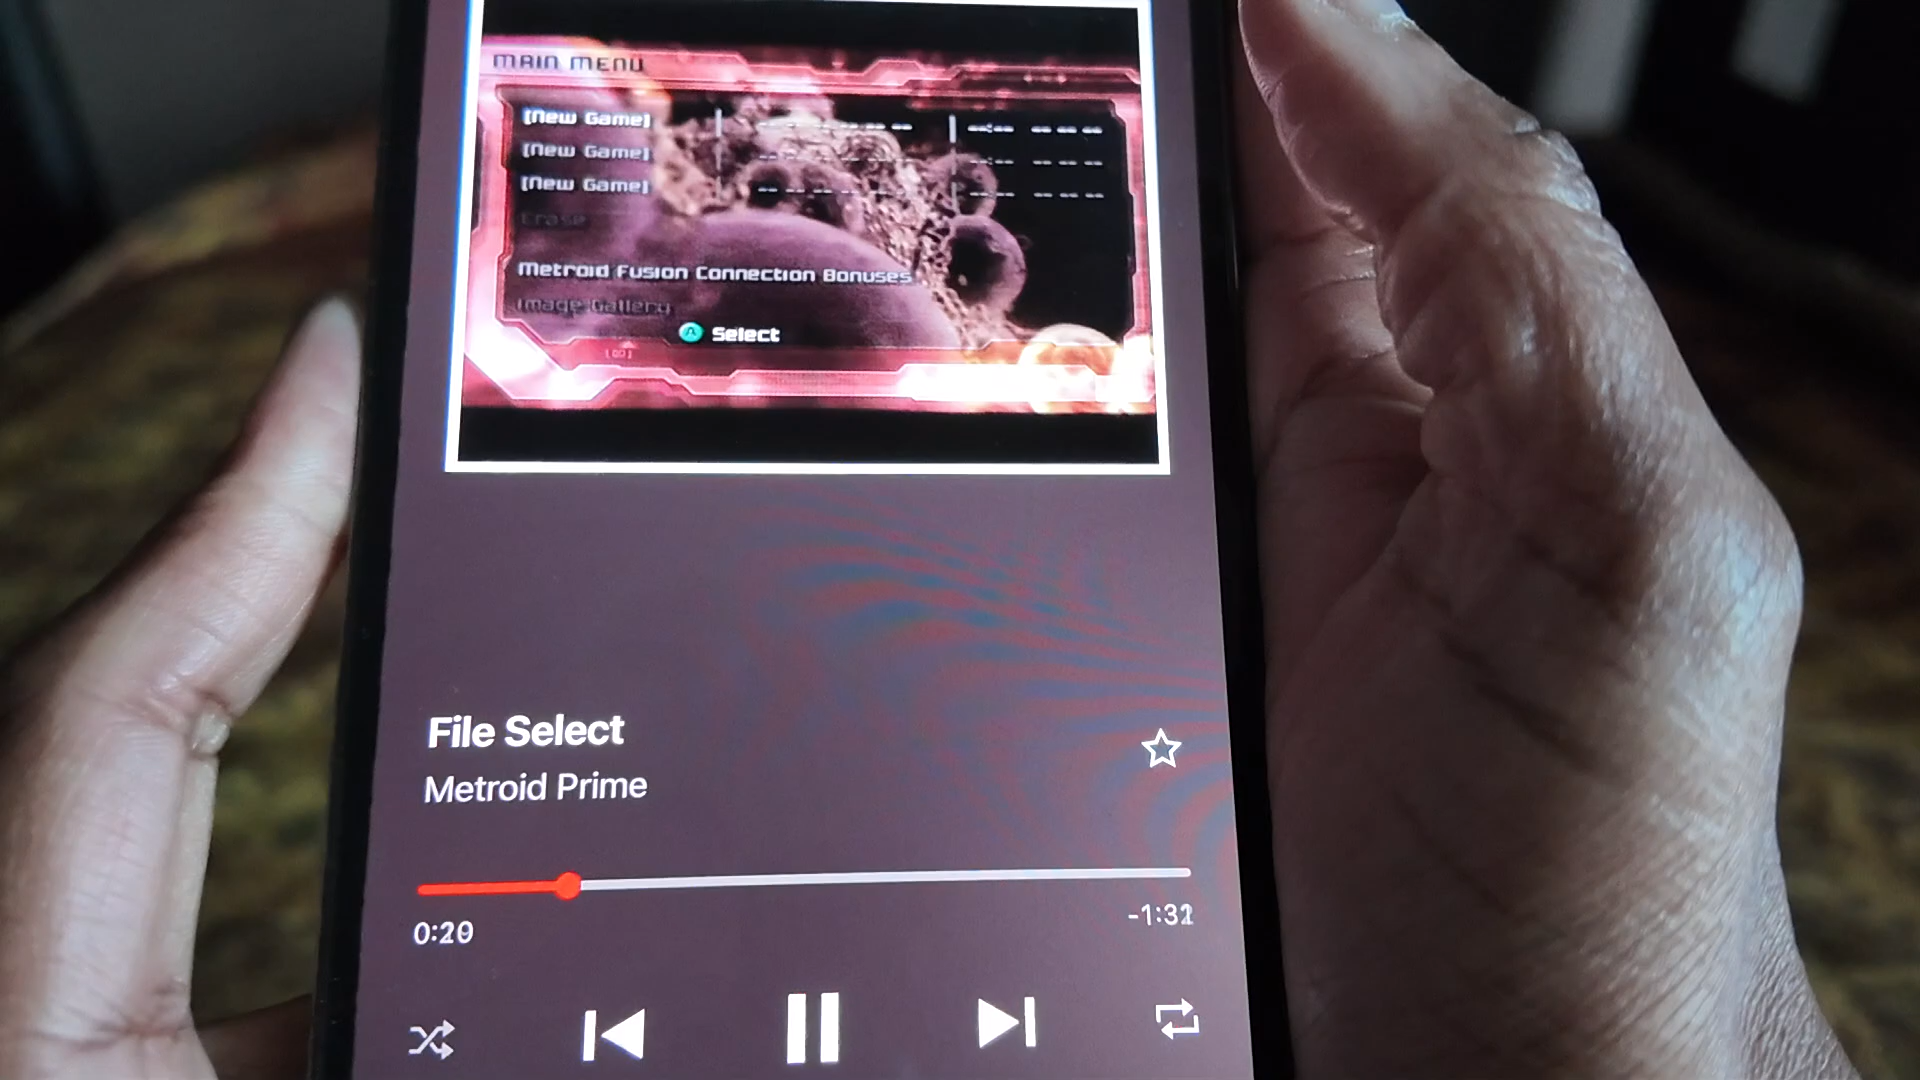 MAIN MENU
[New Game] --:-- -- -- --
[New Game] --:-- -- -- --
[New Game] -- -- -- -- -- --:-- -- -- --
Erase
Metroid Fusion Connection Bonuses
Image Gallery
A Select
File Select
Metroid Prime
0:20
-1:31